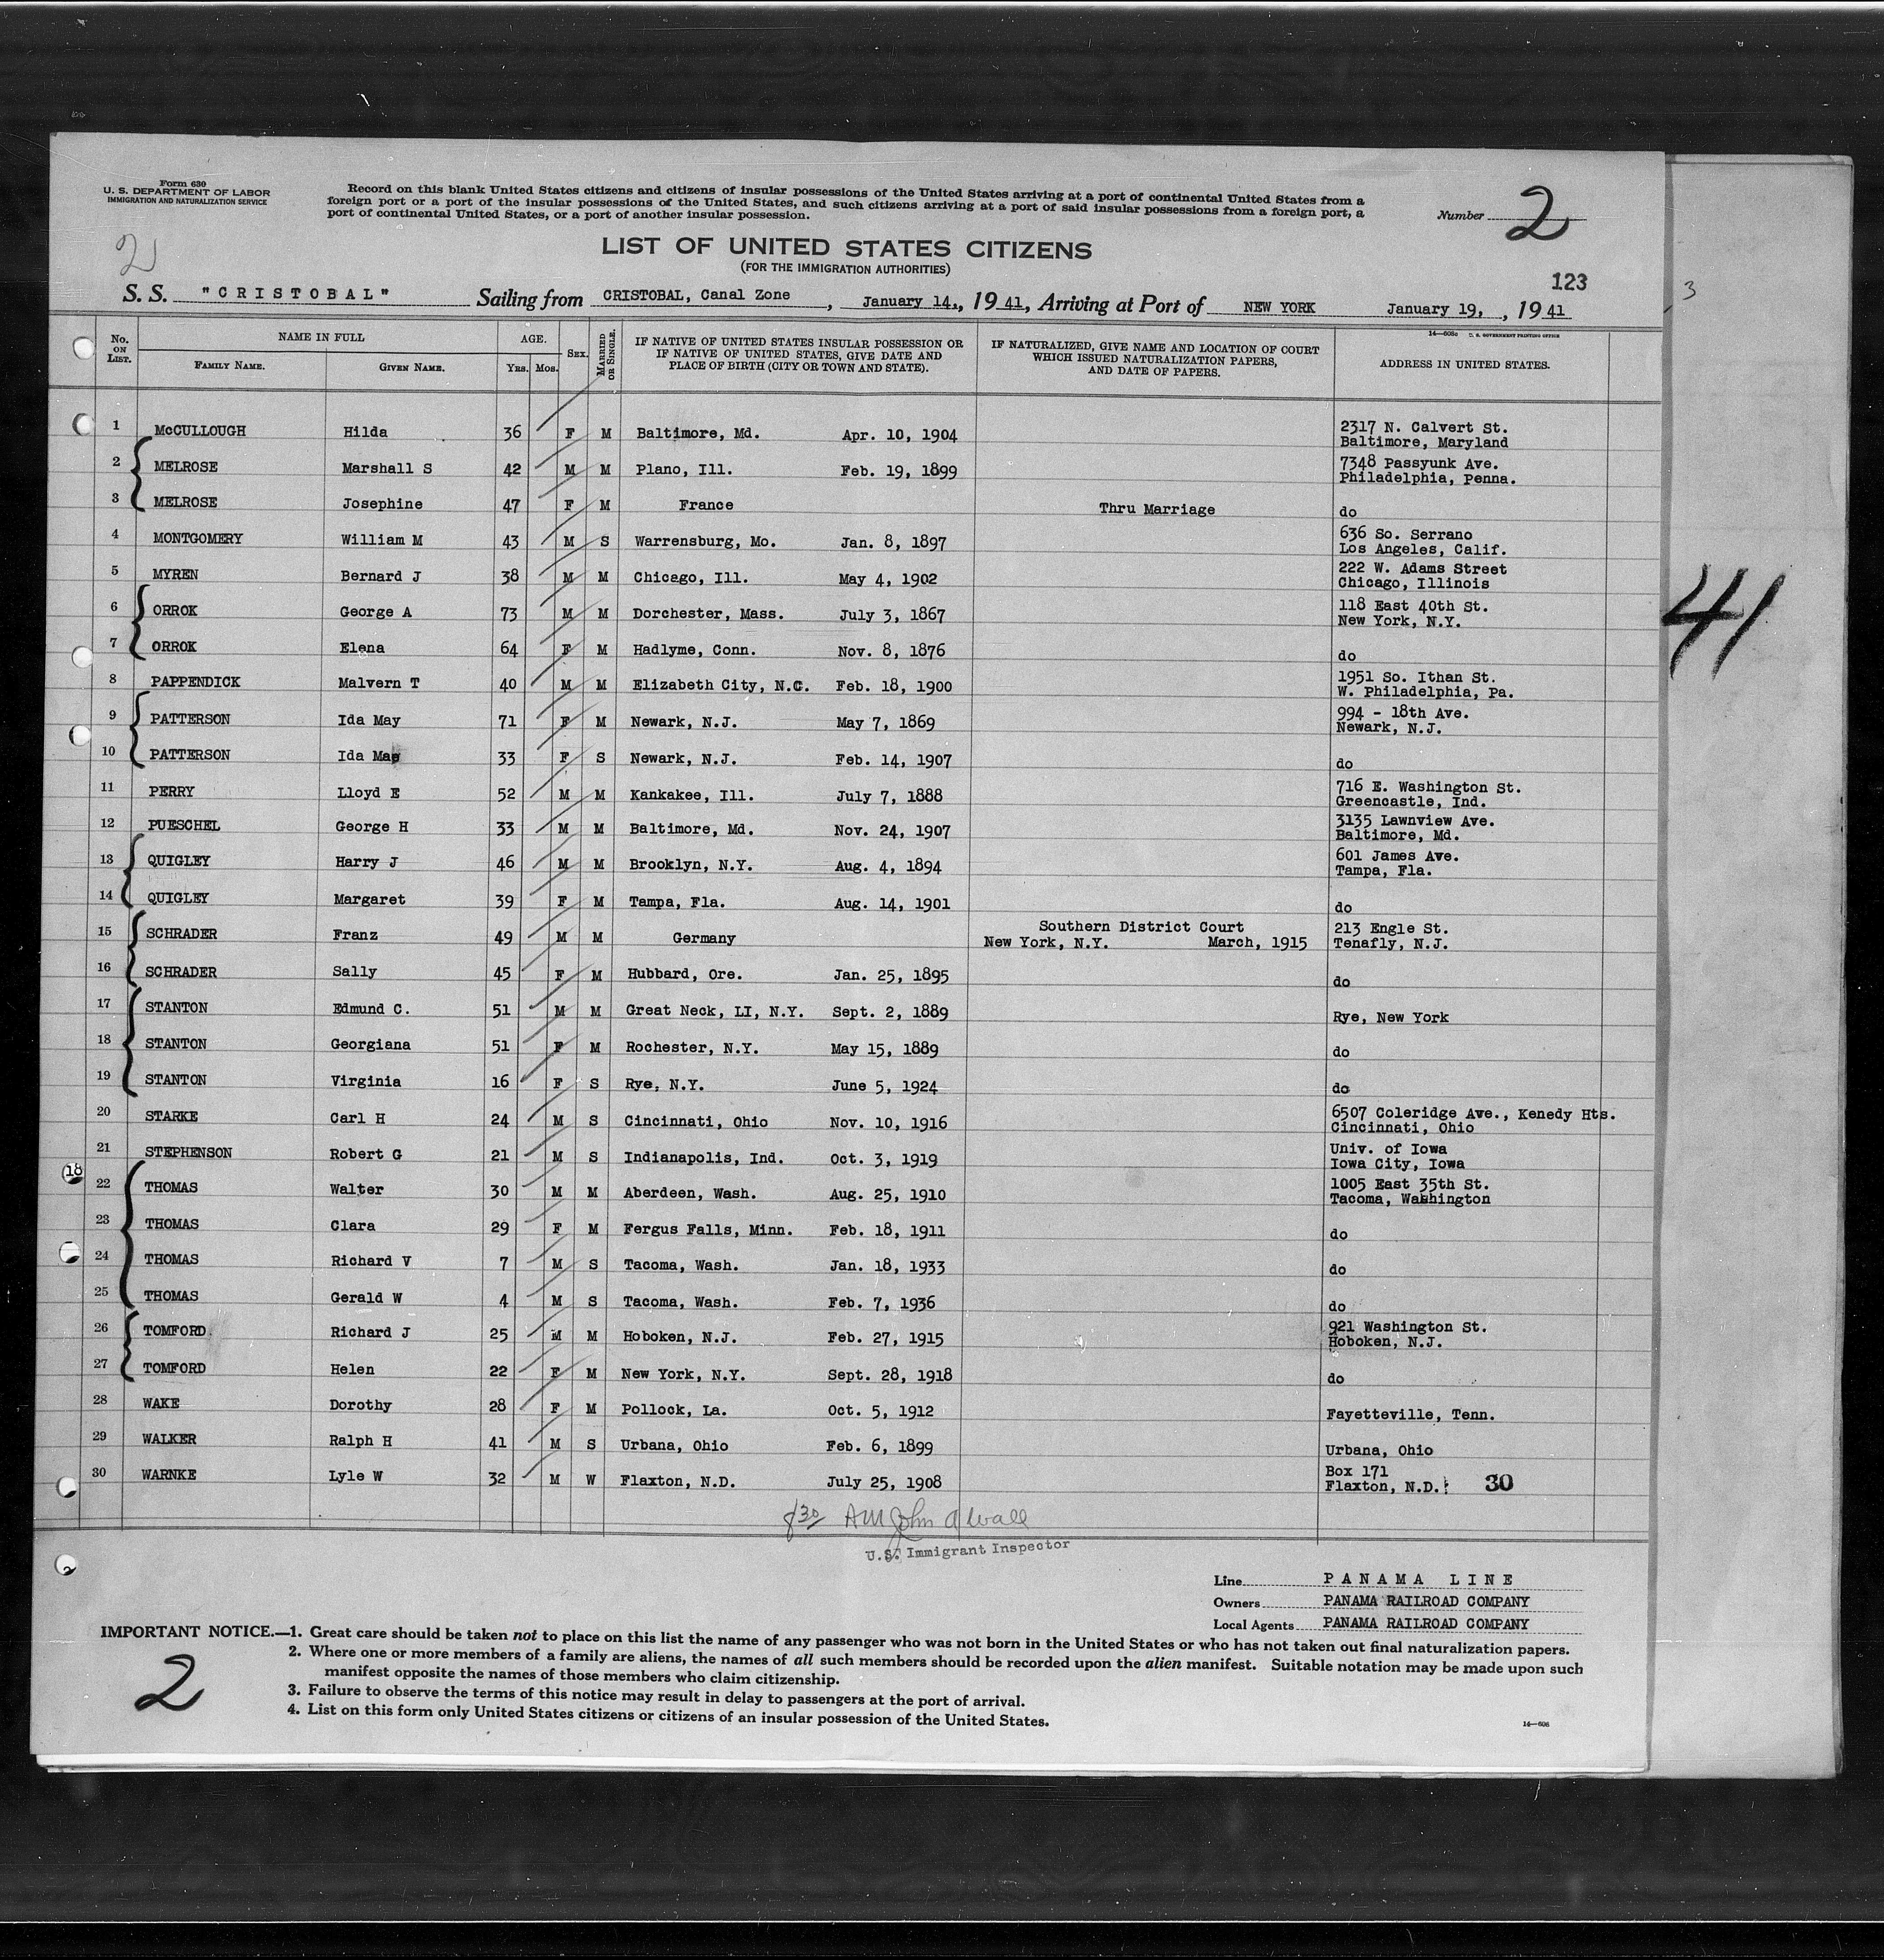 Form 630
U. S. DEPARTMENT OF LABOR
IMMIGRATION AND NATURALIZATION SERVICE
Record on this blank United States citizens and citizens of insular possessions of the United States arriving at a port of continental United States from a
foreign port or a port of the insular possessions of the United States, and such citizens arriving at a port of said insular possessions from a foreign port, a
port of continental United States, or a port of another insular possession.
Number 2
2
LIST OF UNITED STATES CITIZENS
(FOR THE IMMIGRATION AUTHORITIES)
123
3
S. S. "CRISTOBAL" Sailing from CRISTOBAL, Canal Zone, January 14., 1941, Arriving at Port of NEW YORK January 19, , 1941
14—608c U. S. GOVERNMENT PRINTING OFFICE
No. ON LIST. NAME IN FULL FAMILY NAME. GIVEN NAME. AGE. Yrs. Mos. SEX. MARRIED OR SINGLE. IF NATIVE OF UNITED STATES INSULAR POSSESSION OR IF NATIVE OF UNITED STATES, GIVE DATE AND PLACE OF BIRTH (CITY OR TOWN AND STATE). IF NATURALIZED, GIVE NAME AND LOCATION OF COURT WHICH ISSUED NATURALIZATION PAPERS, AND DATE OF PAPERS. ADDRESS IN UNITED STATES.
1 McCULLOUGH Hilda 36 F M Baltimore, Md. Apr. 10, 1904 2317 N. Calvert St.
Baltimore, Maryland
2 MELROSE Marshall S 42 M M Plano, Ill. Feb. 19, 1899 7348 Passyunk Ave.
Philadelphia, Penna.
3 MELROSE Josephine 47 F M France Thru Marriage do
4 MONTGOMERY William M 43 M S Warrensburg, Mo. Jan. 8, 1897 636 So. Serrano
Los Angeles, Calif.
5 MYREN Bernard J 38 M M Chicago, Ill. May 4, 1902 222 W. Adams Street
Chicago, Illinois
6 ORROK George A 73 M M Dorchester, Mass. July 3, 1867 118 East 40th St.
New York, N.Y.
41
7 ORROK Elena 64 F M Hadlyme, Conn. Nov. 8, 1876 do
8 PAPPENDICK Malvern T 40 M M Elizabeth City, N.C. Feb. 18, 1900 1951 So. Ithan St.
W. Philadelphia, Pa.
9 PATTERSON Ida May 71 F M Newark, N.J. May 7, 1869 994 - 18th Ave.
Newark, N.J.
10 PATTERSON Ida Mae 33 F S Newark, N.J. Feb. 14, 1907 do
11 PERRY Lloyd E 52 M M Kankakee, Ill. July 7, 1888 716 E. Washington St.
Greencastle, Ind.
12 PUESCHEL George H 33 M M Baltimore, Md. Nov. 24, 1907 3135 Lawnview Ave.
Baltimore, Md.
13 QUIGLEY Harry J 46 M M Brooklyn, N.Y. Aug. 4, 1894 601 James Ave.
Tampa, Fla.
14 QUIGLEY Margaret 39 F M Tampa, Fla. Aug. 14, 1901 do
15 SCHRADER Franz 49 M M Germany Southern District Court 213 Engle St.
New York, N.Y. March, 1915 Tenafly, N.J.
16 SCHRADER Sally 45 F M Hubbard, Ore. Jan. 25, 1895 do
17 STANTON Edmund C. 51 M M Great Neck, LI, N.Y. Sept. 2, 1889 Rye, New York
18 STANTON Georgiana 51 F M Rochester, N.Y. May 15, 1889 do
19 STANTON Virginia 16 F S Rye, N.Y. June 5, 1924 do
20 STARKE Carl H 24 M S Cincinnati, Ohio Nov. 10, 1916 6507 Coleridge Ave., Kenedy Hts.
Cincinnati, Ohio
21 STEPHENSON Robert G 21 M S Indianapolis, Ind. Oct. 3, 1919 Univ. of Iowa
Iowa City, Iowa
18
22 THOMAS Walter 30 M M Aberdeen, Wash. Aug. 25, 1910 1005 East 35th St.
Tacoma, Washington
23 THOMAS Clara 29 F M Fergus Falls, Minn. Feb. 18, 1911 do
24 THOMAS Richard V 7 M S Tacoma, Wash. Jan. 18, 1933 do
25 THOMAS Gerald W 4 M S Tacoma, Wash. Feb. 7, 1936 do
26 TOMFORD Richard J 25 M M Hoboken, N.J. Feb. 27, 1915 921 Washington St.
Hoboken, N.J.
27 TOMFORD Helen 22 F M New York, N.Y. Sept. 28, 1918 do
28 WAKE Dorothy 28 F M Pollock, La. Oct. 5, 1912 Fayetteville, Tenn.
29 WALKER Ralph H 41 M S Urbana, Ohio Feb. 6, 1899 Urbana, Ohio
30 WARNKE Lyle W 32 M W Flaxton, N.D. July 25, 1908 Box 171
Flaxton, N.D. 30
John A Wall
U.S. Immigrant Inspector
Line PANAMA LINE
Owners PANAMA RAILROAD COMPANY
Local Agents PANAMA RAILROAD COMPANY
IMPORTANT NOTICE.—1. Great care should be taken not to place on this list the name of any passenger who was not born in the United States or who has not taken out final naturalization papers.
2. Where one or more members of a family are aliens, the names of all such members should be recorded upon the alien manifest. Suitable notation may be made upon such
manifest opposite the names of those members who claim citizenship.
3. Failure to observe the terms of this notice may result in delay to passengers at the port of arrival.
4. List on this form only United States citizens or citizens of an insular possession of the United States.
2
14—608